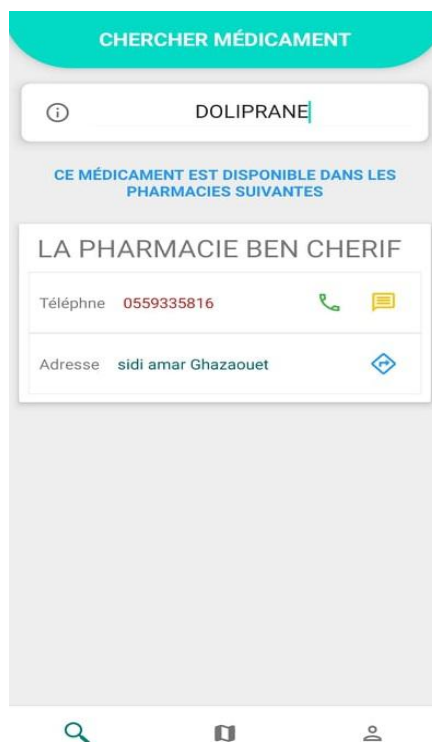 CHERCHER MÉDICAMENT
DOLIPRANE
CE MÉDICAMENT EST DISPONIBLE DANS LES
PHARMACIES SUIVANTES
LA PHARMACIE BEN CHERIF
Téléphne 0559335816
Adresse sidi amar Ghazaouet